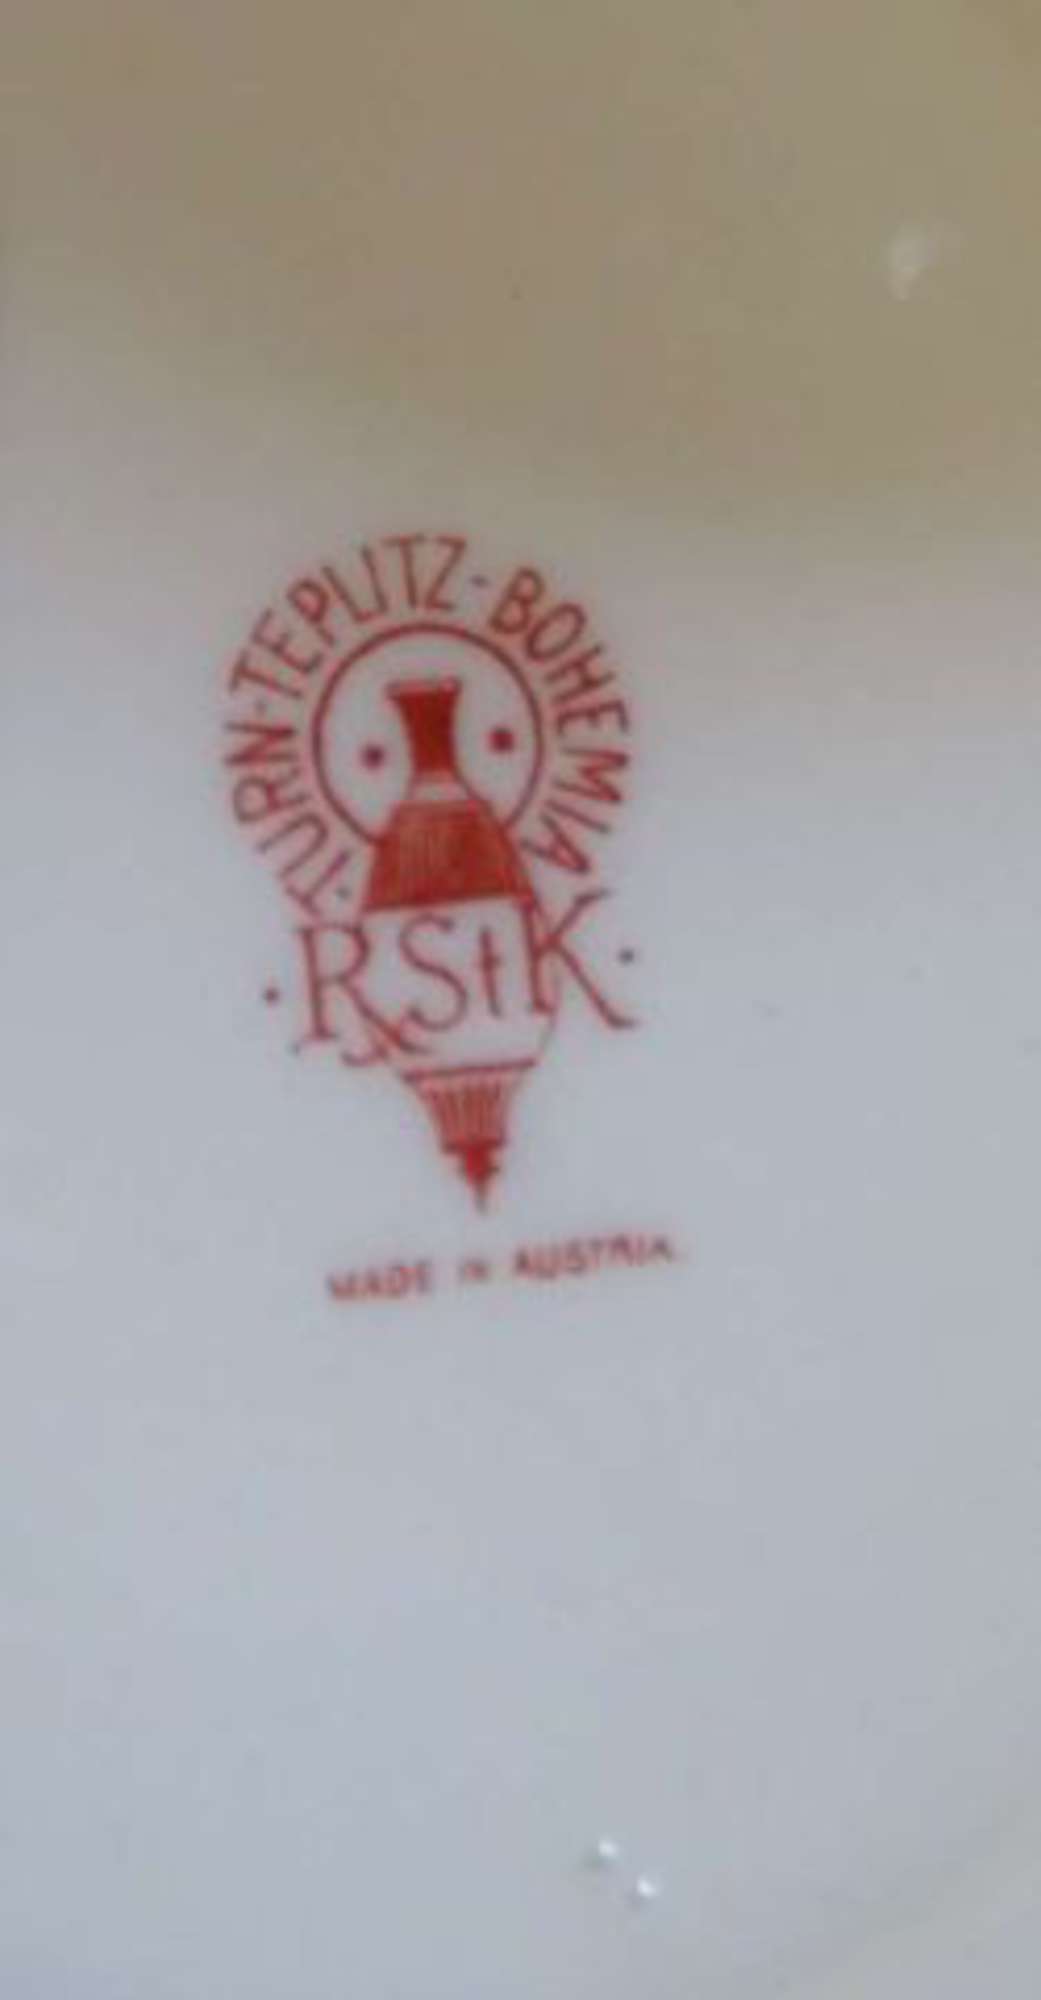 ·TURN-TEPLITZ-BOHEMIA
·RStK·
MADE IN AUSTRIA.